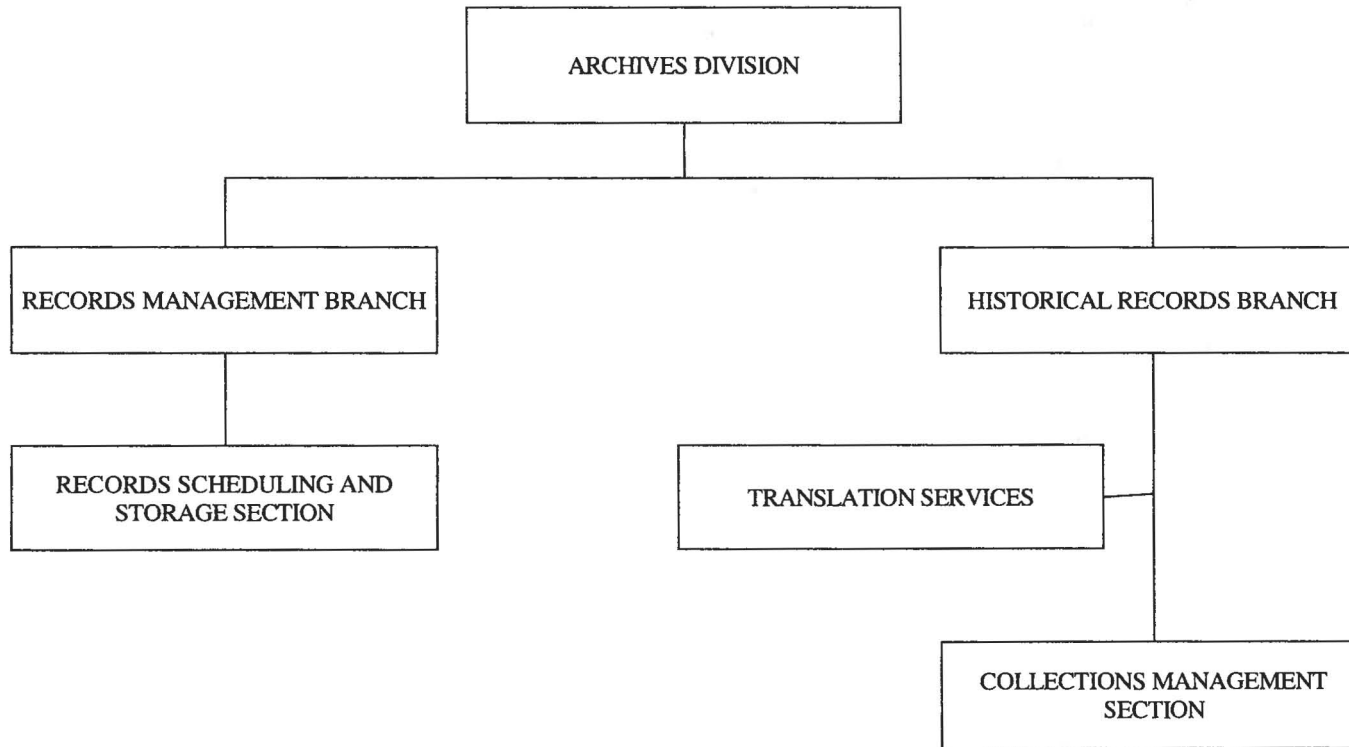 ARCHIVES DIVISION
RECORDS MANAGEMENT BRANCH
HISTORICAL RECORDS BRANCH
RECORDS SCHEDULING AND
STORAGE SECTION
TRANSLATION SERVICES
COLLECTIONS MANAGEMENT
SECTION